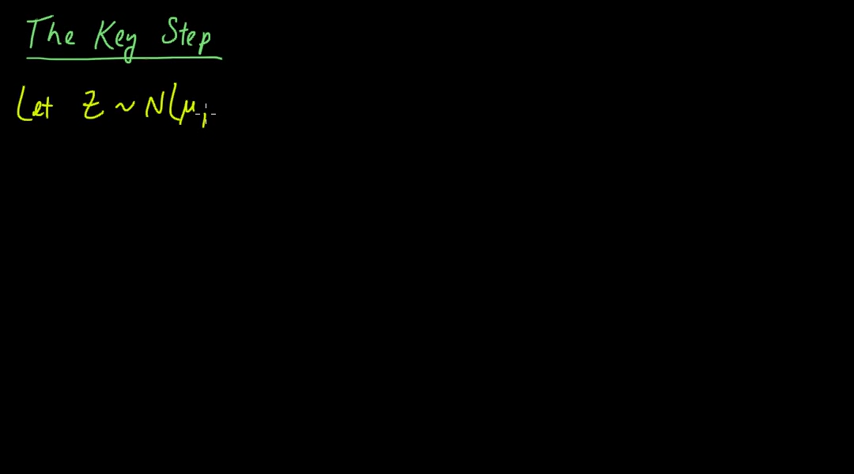 The Key Step
Let Z ~ N(μ,